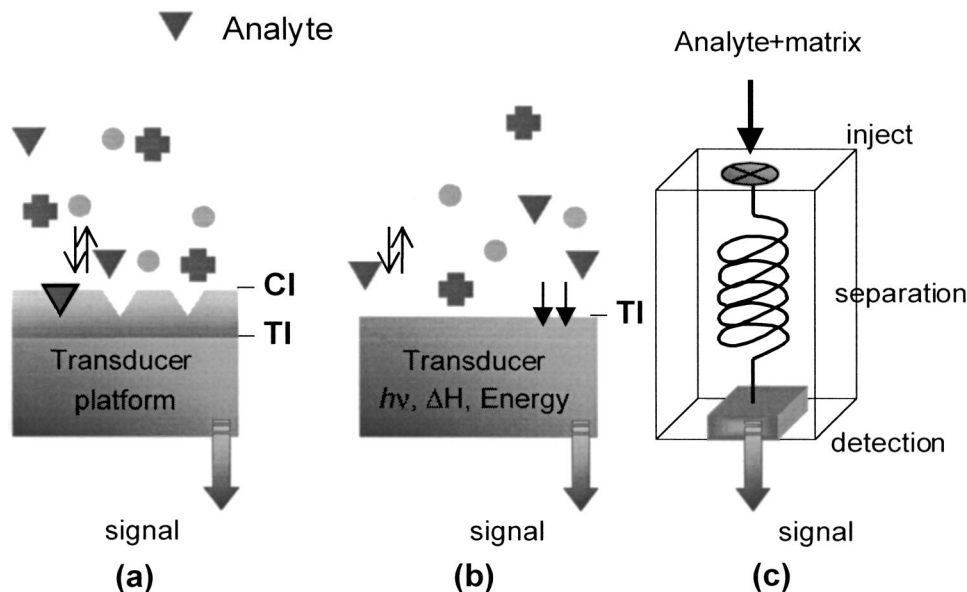 Analyte
CI
TI
Transducer
platform
signal
(a)
TI
Transducer
hν, ΔH, Energy
signal
(b)
Analyte+matrix
inject
separation
detection
signal
(c)